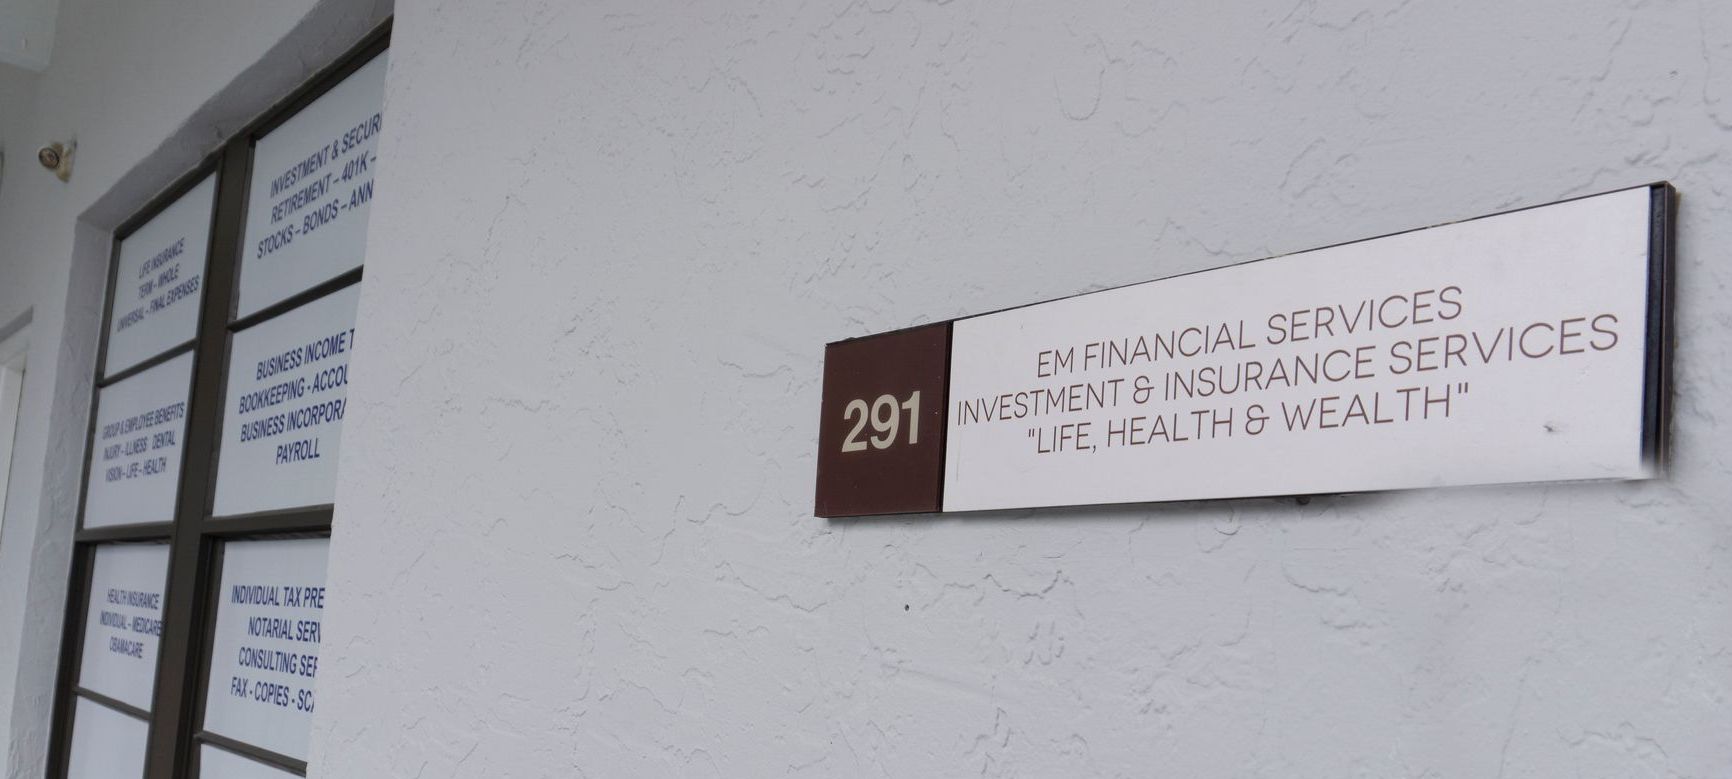 LIFE INSURANCE
TERM – WHOLE
UNIVERSAL – FINAL EXPENSES
GROUP & EMPLOYEE BENEFITS
INJURY – ILLNESS DENTAL
VISION – LIFE – HEALTH
HEALTH INSURANCE
INDIVIDUAL – MEDICARE
OBAMACARE
INVESTMENT & SECUR
RETIREMENT – 401K –
STOCKS – BONDS – ANN
BUSINESS INCOME T
BOOKKEEPING - ACCOU
BUSINESS INCORPORA
PAYROLL
INDIVIDUAL TAX PRE
NOTARIAL SERV
CONSULTING SER
FAX - COPIES - SCA
291
EM FINANCIAL SERVICES
INVESTMENT & INSURANCE SERVICES
"LIFE, HEALTH & WEALTH"